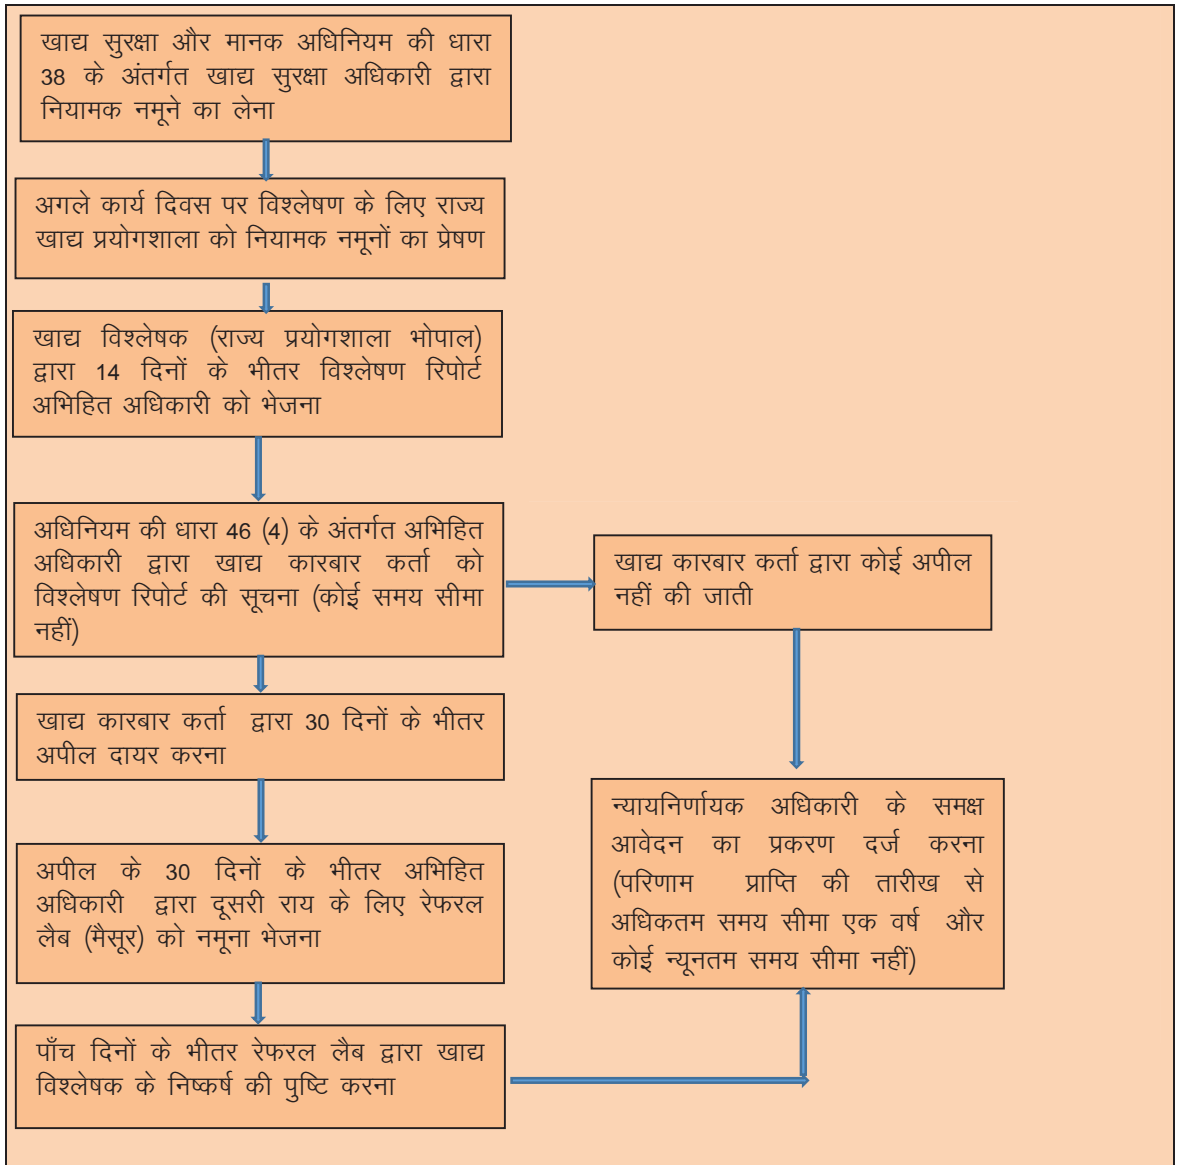 खाद्य सुरक्षा और मानक अधिनियम की धारा
38 के अंतर्गत खाद्य सुरक्षा अधिकारी द्वारा
नियामक नमूने का लेना
अगले कार्य दिवस पर विश्लेषण के लिए राज्य
खाद्य प्रयोगशाला को नियामक नमूनों का प्रेषण
खाद्य विश्लेषक (राज्य प्रयोगशाला भोपाल)
द्वारा 14 दिनों के भीतर विश्लेषण रिपोर्ट
अभिहित अधिकारी को भेजना
अधिनियम की धारा 46 (4) के अंतर्गत अभिहित
अधिकारी द्वारा खाद्य कारबार कर्ता को
विश्लेषण रिपोर्ट की सूचना (कोई समय सीमा
नहीं)
खाद्य कारबार कर्ता द्वारा कोई अपील
नहीं की जाती
खाद्य कारबार कर्ता द्वारा 30 दिनों के भीतर
अपील दायर करना
अपील के 30 दिनों के भीतर अभिहित
अधिकारी द्वारा दूसरी राय के लिए रेफरल
लैब (मैसूर) को नमूना भेजना
पाँच दिनों के भीतर रेफरल लैब द्वारा खाद्य
विश्लेषक के निष्कर्ष की पुष्टि करना
न्यायनिर्णायक अधिकारी के समक्ष
आवेदन का प्रकरण दर्ज करना
(परिणाम प्राप्ति की तारीख से
अधिकतम समय सीमा एक वर्ष और
कोई न्यूनतम समय सीमा नहीं)